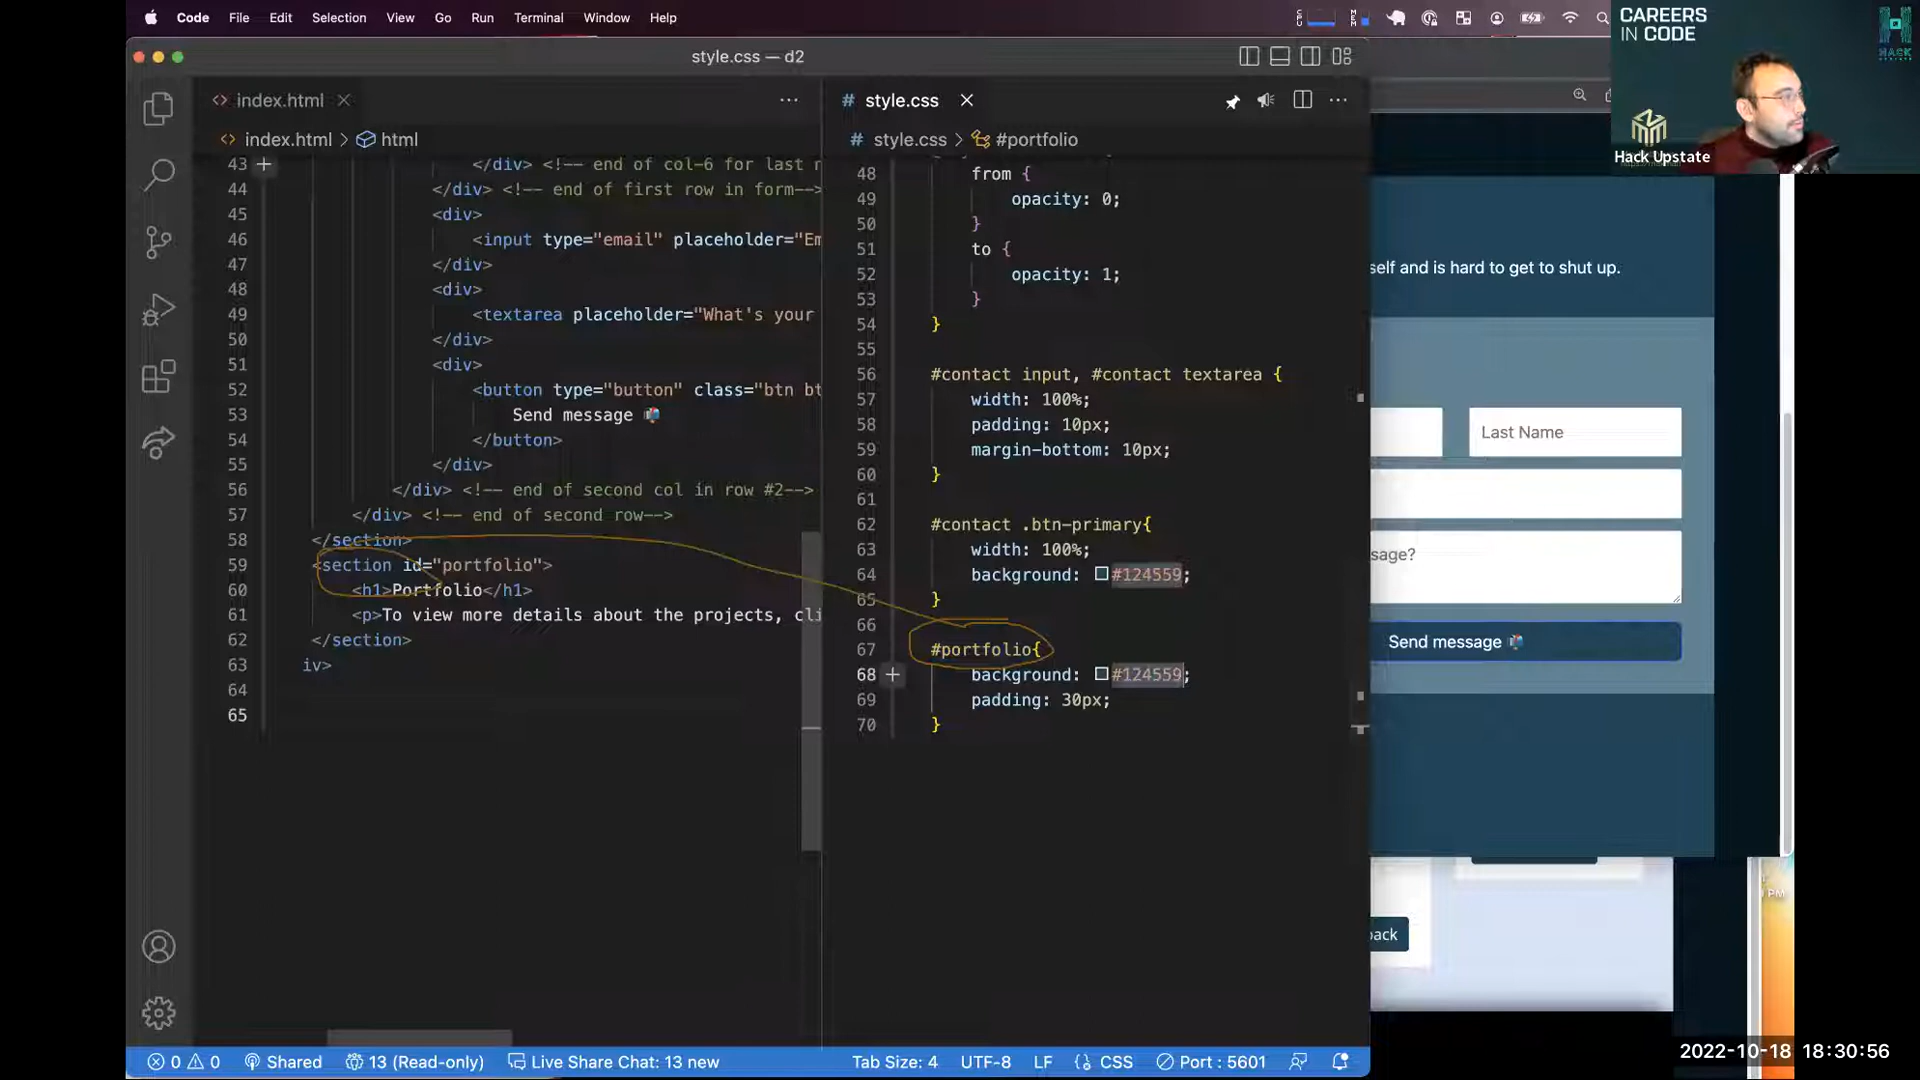 Code File Edit Selection View Go Run Terminal Window Help
CAREERS
IN CODE
HACK
Hack Upstate
style.css — d2
index.html
index.html > html
43 </div> <!-- end of col-6 for last
44 </div> <!-- end of first row in form-->
45 <div>
46 <input type="email" placeholder="Em
47 </div>
48 <div>
49 <textarea placeholder="What's your
50 </div>
51 <div>
52 <button type="button" class="btn bt
53 Send message
54 </button>
55 </div>
56 </div> <!-- end of second col in row #2-->
57 </div> <!-- end of second row-->
58 </section>
59 <section id="portfolio">
60 <h1>Portfolio</h1>
61 <p>To view more details about the projects, cli
62 </section>
63 iv>
64
65
# style.css
# style.css > #portfolio
48 from {
49 opacity: 0;
50 }
51 to {
52 opacity: 1;
53 }
54 }
55
56 #contact input, #contact textarea {
57 width: 100%;
58 padding: 10px;
59 margin-bottom: 10px;
60 }
61
62 #contact .btn-primary{
63 width: 100%;
64 background: #124559;
65 }
66
67 #portfolio{
68 background: #124559;
69 padding: 30px;
70 }
self and is hard to get to shut up.
Last Name
sage?
Send message
PM
back
0 0 Shared 13 (Read-only) Live Share Chat: 13 new Tab Size: 4 UTF-8 LF {} CSS Port : 5601
2022-10-18 18:30:56